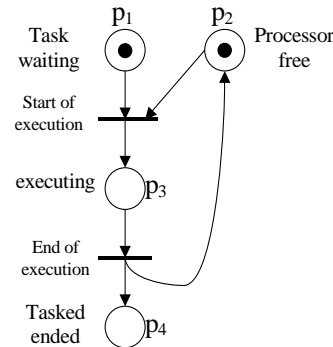 p1
p2
Task
waiting
Processor
free
Start of
execution
executing
p3
End of
execution
Tasked
ended
p4